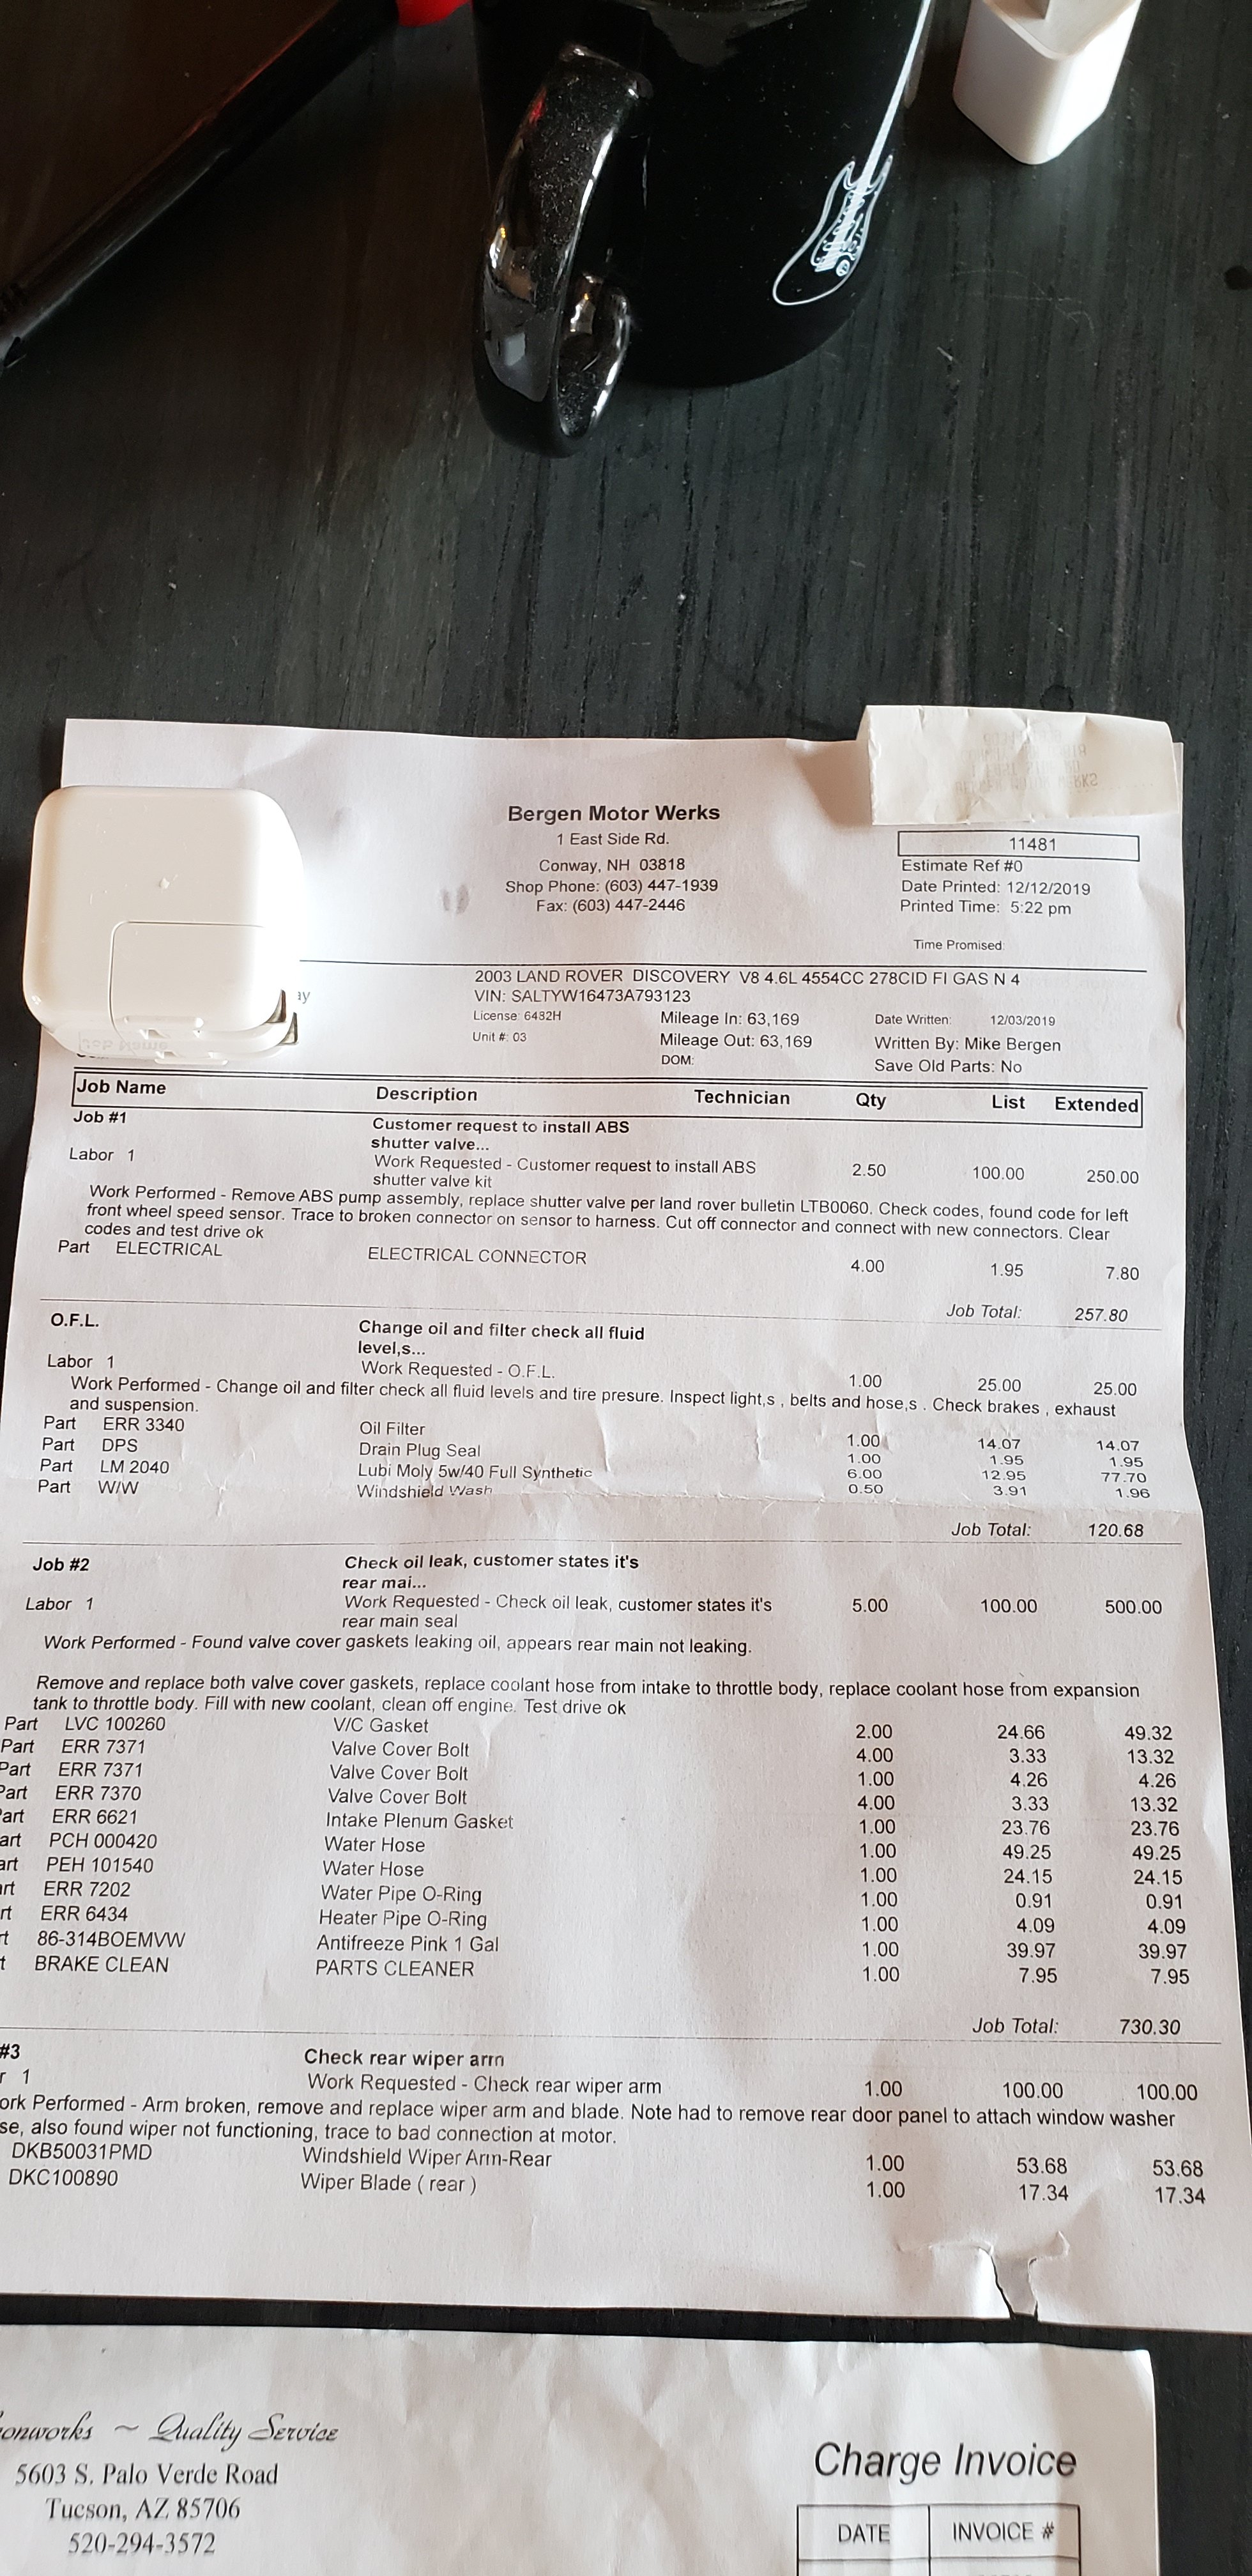 Bergen Motor Werks
1 East Side Rd.
Conway, NH 03818
Shop Phone: (603) 447-1939
Fax: (603) 447-2446
11481
Estimate Ref #0
Date Printed: 12/12/2019
Printed Time: 5:22 pm
Time Promised:
2003 LAND ROVER DISCOVERY V8 4.6L 4554CC 278CID FI GAS N 4
VIN: SALTYW16473A793123
License: 6432H Mileage In: 63,169 Date Written: 12/03/2019
Unit #: 03 Mileage Out: 63,169 Written By: Mike Bergen
DOM: Save Old Parts: No
Job Name Description Technician Qty List Extended
Job #1 Customer request to install ABS
shutter valve...
Labor 1 Work Requested - Customer request to install ABS 2.50 100.00 250.00
shutter valve kit
Work Performed - Remove ABS pump assembly, replace shutter valve per land rover bulletin LTB0060. Check codes, found code for left
front wheel speed sensor. Trace to broken connector on sensor to harness. Cut off connector and connect with new connectors. Clear
codes and test drive ok
Part ELECTRICAL ELECTRICAL CONNECTOR 4.00 1.95 7.80
Job Total: 257.80
O.F.L. Change oil and filter check all fluid
level,s...
Labor 1 Work Requested - O.F.L. 1.00 25.00 25.00
Work Performed - Change oil and filter check all fluid levels and tire presure. Inspect light,s , belts and hose,s . Check brakes , exhaust
and suspension.
Part ERR 3340 Oil Filter 1.00 14.07 14.07
Part DPS Drain Plug Seal 1.00 1.95 1.95
Part LM 2040 Lubi Moly 5w/40 Full Synthetic 6.00 12.95 77.70
Part W/W Windshield Wash 0.50 3.91 1.96
Job Total: 120.68
Job #2 Check oil leak, customer states it's
rear mai...
Labor 1 Work Requested - Check oil leak, customer states it's 5.00 100.00 500.00
rear main seal
Work Performed - Found valve cover gaskets leaking oil, appears rear main not leaking.
Remove and replace both valve cover gaskets, replace coolant hose from intake to throttle body, replace coolant hose from expansion
tank to throttle body. Fill with new coolant, clean off engine. Test drive ok
Part LVC 100260 V/C Gasket 2.00 24.66 49.32
Part ERR 7371 Valve Cover Bolt 4.00 3.33 13.32
Part ERR 7371 Valve Cover Bolt 1.00 4.26 4.26
Part ERR 7370 Valve Cover Bolt 4.00 3.33 13.32
art ERR 6621 Intake Plenum Gasket 1.00 23.76 23.76
art PCH 000420 Water Hose 1.00 49.25 49.25
art PEH 101540 Water Hose 1.00 24.15 24.15
rt ERR 7202 Water Pipe O-Ring 1.00 0.91 0.91
rt ERR 6434 Heater Pipe O-Ring 1.00 4.09 4.09
t 86-314BOEMVW Antifreeze Pink 1 Gal 1.00 39.97 39.97
t BRAKE CLEAN PARTS CLEANER 1.00 7.95 7.95
Job Total: 730.30
#3 Check rear wiper arm
r 1 Work Requested - Check rear wiper arm 1.00 100.00 100.00
ork Performed - Arm broken, remove and replace wiper arm and blade. Note had to remove rear door panel to attach window washer
se, also found wiper not functioning, trace to bad connection at motor.
DKB50031PMD Windshield Wiper Arm-Rear 1.00 53.68 53.68
DKC100890 Wiper Blade ( rear ) 1.00 17.34 17.34
onworks ~ Quality Service
5603 S. Palo Verde Road
Tucson, AZ 85706
520-294-3572
Charge Invoice
DATE INVOICE #